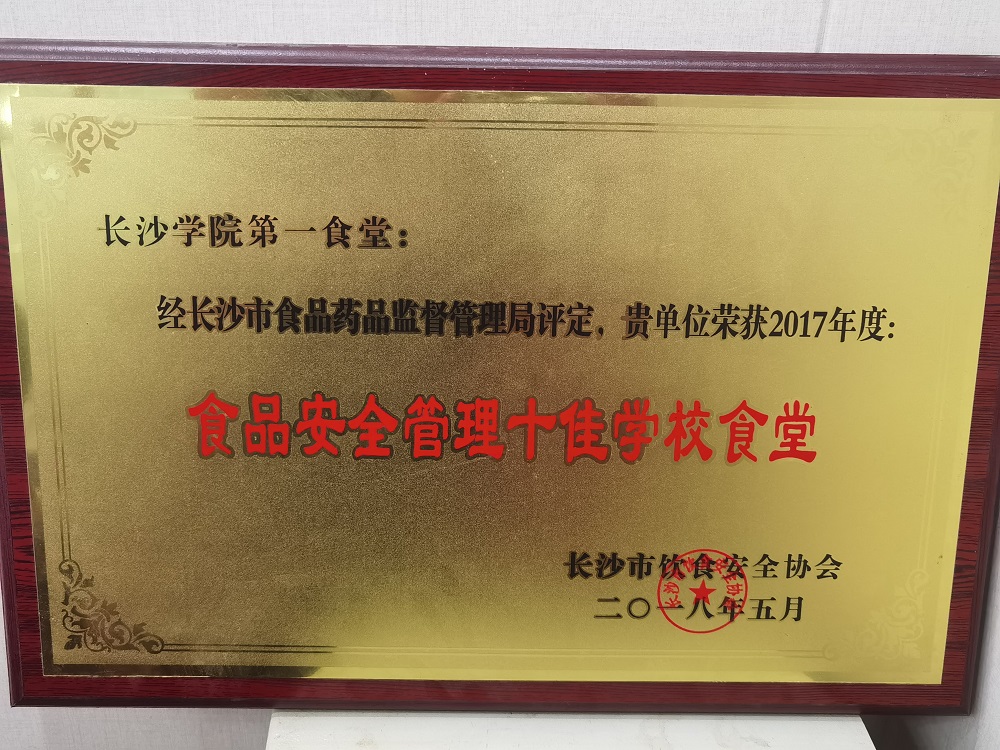 长沙学院第一食堂：
经长沙市食品药品监督管理局评定，贵单位荣获2017年度：
食品安全管理十佳学校食堂
长沙市饮食安全协会
二〇一八年五月